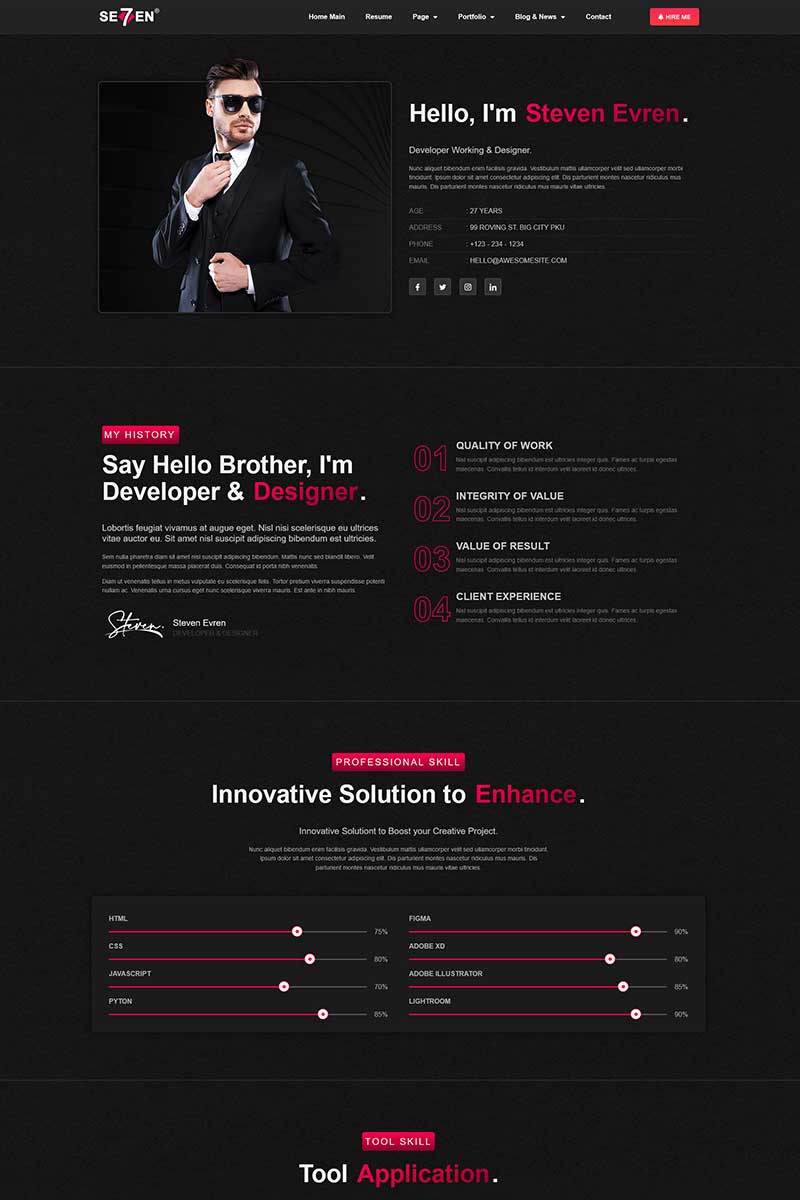 SE7EN®
Home Main Resume Page Portfolio Blog & News Contact HIRE ME
Hello, I'm Steven Evren.
Developer Working & Designer.
Nunc aliquet bibendum enim facilisis gravida. Vestibulum mattis ullamcorper velit sed ullamcorper morbi
tincidunt. Ipsum dolor sit amet consectetur adipiscing elit. Dis parturient montes nascetur ridiculus mus
mauris. Dis parturient montes nascetur ridiculus mus mauris vitae ultricies.
AGE : 27 YEARS
ADDRESS : 99 ROVING ST. BIG CITY PKU
PHONE : +123 - 234 - 1234
EMAIL : HELLO@AWESOMESITE.COM
MY HISTORY
Say Hello Brother, I'm
Developer & Designer.
Lobortis feugiat vivamus at augue eget. Nisl nisi scelerisque eu ultrices
vitae auctor eu. Sit amet nisl suscipit adipiscing bibendum est ultricies.
Sem nulla pharetra diam sit amet nisl suscipit adipiscing bibendum. Mattis nunc sed blandit libero. Velit
euismod in pellentesque massa placerat duis. Consequat id porta nibh venenatis.
Diam ut venenatis tellus in metus vulputate eu scelerisque felis. Tortor pretium viverra suspendisse potenti
nullam ac. Venenatis urna cursus eget nunc scelerisque viverra mauris. Est ante in nibh mauris.
Steven.
Steven Evren
DEVELOPER & DESIGNER
01
QUALITY OF WORK
Nisl suscipit adipiscing bibendum est ultricies integer quis. Fames ac turpis egestas
maecenas. Convallis tellus id interdum velit laoreet id donec ultrices.
02
INTEGRITY OF VALUE
Nisl suscipit adipiscing bibendum est ultricies integer quis. Fames ac turpis egestas
maecenas. Convallis tellus id interdum velit laoreet id donec ultrices.
03
VALUE OF RESULT
Nisl suscipit adipiscing bibendum est ultricies integer quis. Fames ac turpis egestas
maecenas. Convallis tellus id interdum velit laoreet id donec ultrices.
04
CLIENT EXPERIENCE
Nisl suscipit adipiscing bibendum est ultricies integer quis. Fames ac turpis egestas
maecenas. Convallis tellus id interdum velit laoreet id donec ultrices.
PROFESSIONAL SKILL
Innovative Solution to Enhance.
Innovative Solutiont to Boost your Creative Project.
Nunc aliquet bibendum enim facilisis gravida. Vestibulum mattis ullamcorper velit sed ullamcorper morbi tincidunt.
Ipsum dolor sit amet consectetur adipiscing elit. Dis parturient montes nascetur ridiculus mus mauris. Dis
parturient montes nascetur ridiculus mus mauris vitae ultricies.
HTML
75%
CSS
80%
JAVASCRIPT
70%
PYTON
85%
FIGMA
90%
ADOBE XD
80%
ADOBE ILLUSTRATOR
85%
LIGHTROOM
90%
TOOL SKILL
Tool Application.